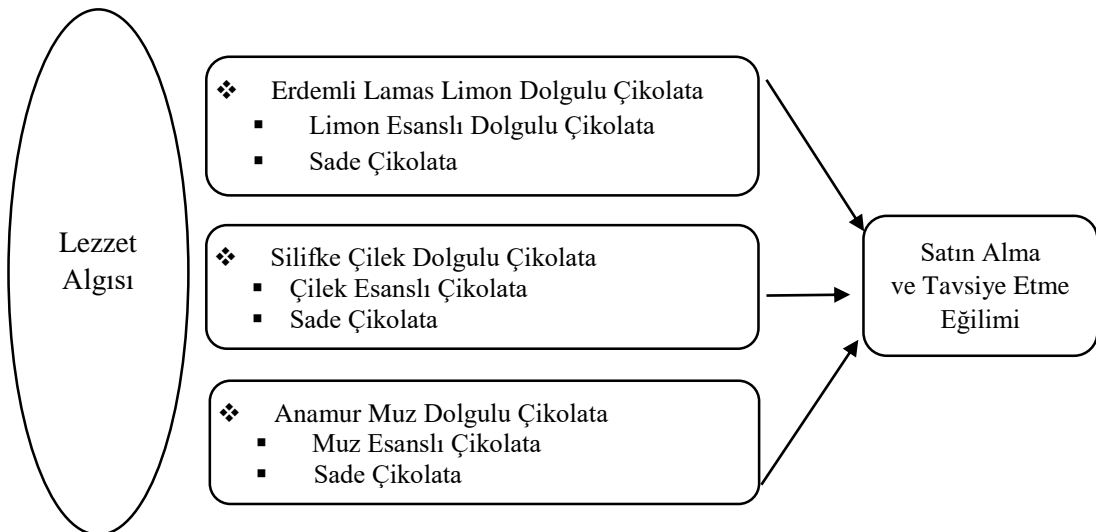 Lezzet
Algısı
❖ Erdemli Lamas Limon Dolgulu Çikolata
▪ Limon Esanslı Dolgulu Çikolata
▪ Sade Çikolata
❖ Silifke Çilek Dolgulu Çikolata
▪ Çilek Esanslı Çikolata
▪ Sade Çikolata
❖ Anamur Muz Dolgulu Çikolata
▪ Muz Esanslı Çikolata
▪ Sade Çikolata
Satın Alma
ve Tavsiye Etme
Eğilimi